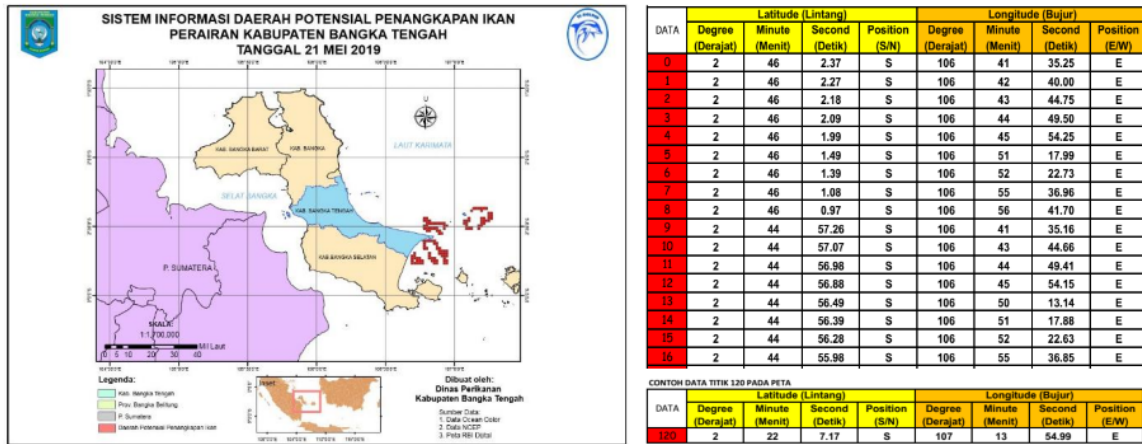 SISTEM INFORMASI DAERAH POTENSIAL PENANGKAPAN IKAN
PERAIRAN KABUPATEN BANGKA TENGAH
TANGGAL 21 MEI 2019
U
KAB. BANGKA BARAT
KAB. BANGKA
LAUT KARIMATA
SELAT BANGKA
KAB. BANGKA TENGAH
KAB.BANGKA SELATAN
P. SUMATERA
SKALA:
1:1,700,000
0 5 10 20 30 40
Mil Laut
Legenda:
Kab. Bangka Tengah
Prov. Bangka Belitung
P. Sumatera
Daerah Potensial Penangkapan Ikan
Inset
Dibuat oleh:
Dinas Perikanan
Kabupaten Bangka Tengah
Sumber Data:
1. Data Ocean Color
2. Data NCEP
3. Peta RBI Digital
DATA Latitude (Lintang) Longitude (Bujur)
Degree Minute Second Position Degree Minute Second Position
(Derajat) (Menit) (Detik) (S/N) (Derajat) (Menit) (Detik) (E/W)
0 2 46 2.37 S 106 41 35.25 E
1 2 46 2.27 S 106 42 40.00 E
2 2 46 2.18 S 106 43 44.75 E
3 2 46 2.09 S 106 44 49.50 E
4 2 46 1.99 S 106 45 54.25 E
5 2 46 1.49 S 106 51 17.99 E
6 2 46 1.39 S 106 52 22.73 E
7 2 46 1.08 S 106 55 36.96 E
8 2 46 0.97 S 106 56 41.70 E
9 2 44 57.26 S 106 41 35.16 E
10 2 44 57.07 S 106 43 44.66 E
11 2 44 56.98 S 106 44 49.41 E
12 2 44 56.88 S 106 45 54.15 E
13 2 44 56.49 S 106 50 13.14 E
14 2 44 56.39 S 106 51 17.88 E
15 2 44 56.28 S 106 52 22.63 E
16 2 44 55.98 S 106 55 36.85 E
CONTOH DATA TITIK 120 PADA PETA
DATA Latitude (Lintang) Longitude (Bujur)
Degree Minute Second Position Degree Minute Second Position
(Derajat) (Menit) (Detik) (S/N) (Derajat) (Menit) (Detik) (E/W)
120 2 22 7.17 S 107 13 54.99 E